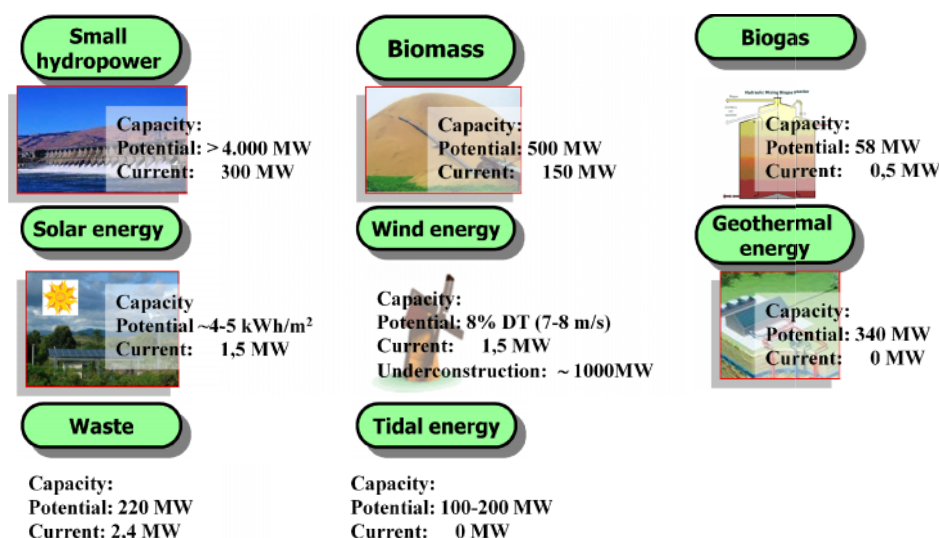 Small
hydropower
Capacity:
Potential: > 4.000 MW
Current: 300 MW
Biomass
Capacity:
Potential: 500 MW
Current: 150 MW
Biogas
Capacity:
Potential: 58 MW
Current: 0,5 MW
Solar energy
Capacity
Potential ~4-5 kWh/m²
Current: 1,5 MW
Wind energy
Capacity:
Potential: 8% DT (7-8 m/s)
Current: 1,5 MW
Underconstruction: ~ 1000MW
Geothermal
energy
Potential: 340 MW
Current: 0 MW
Capacity:
Waste
Capacity:
Potential: 220 MW
Current: 2,4 MW
Tidal energy
Capacity:
Potential: 100-200 MW
Current: 0 MW